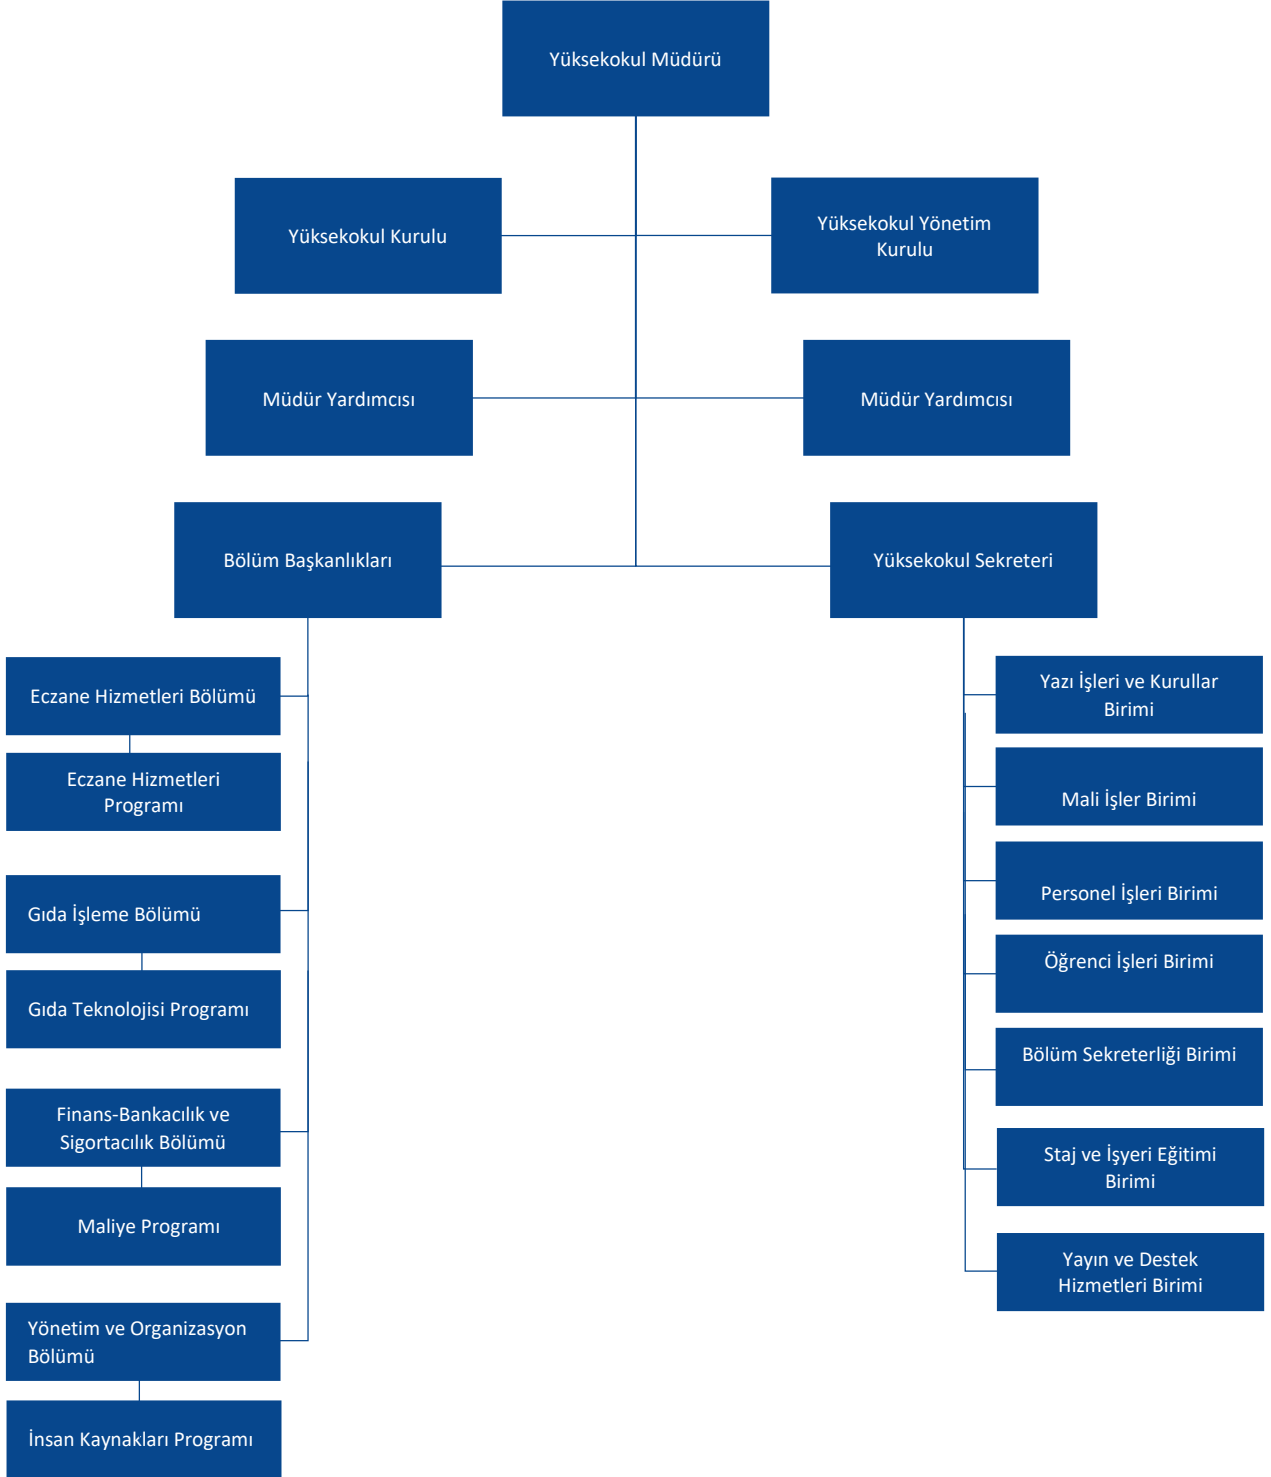 Yüksekokul Müdürü
Yüksekokul Kurulu
Yüksekokul Yönetim
Kurulu
Müdür Yardımcısı
Müdür Yardımcısı
Bölüm Başkanlıkları
Yüksekokul Sekreteri
Eczane Hizmetleri Bölümü
Eczane Hizmetleri
Programı
Gıda İşleme Bölümü
Gıda Teknolojisi Programı
Finans-Bankacılık ve
Sigortacılık Bölümü
Maliye Programı
Yönetim ve Organizasyon
Bölümü
İnsan Kaynakları Programı
Yazı İşleri ve Kurullar
Birimi
Mali İşler Birimi
Personel İşleri Birimi
Öğrenci İşleri Birimi
Bölüm Sekreterliği Birimi
Staj ve İşyeri Eğitimi
Birimi
Yayın ve Destek
Hizmetleri Birimi